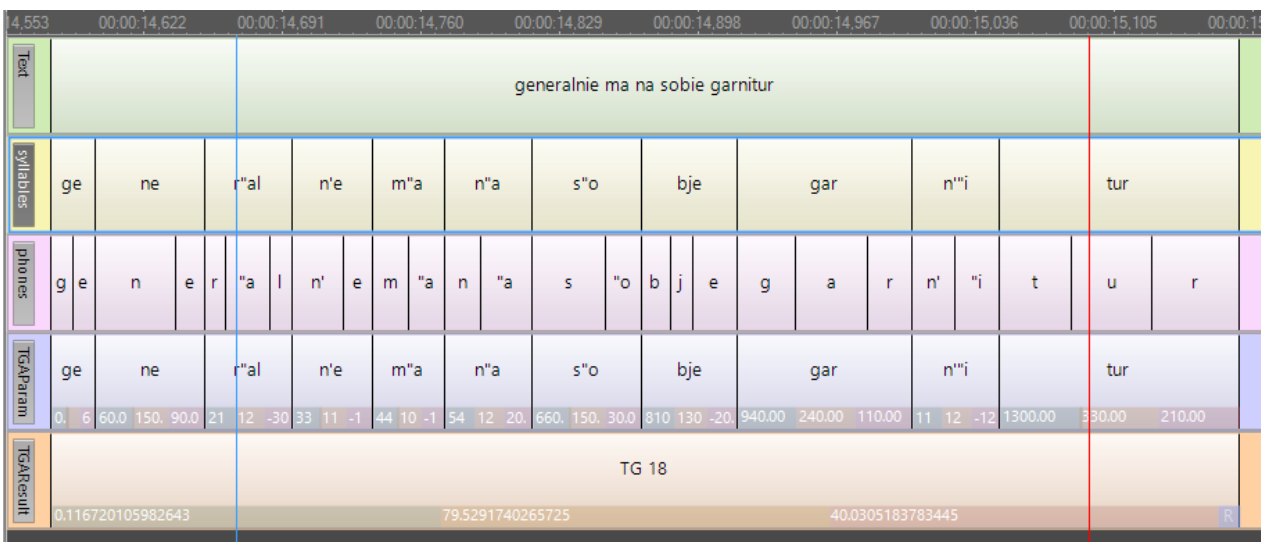 14,553 00:00:14,622 00:00:14,691 00:00:14,760 00:00:14,829 00:00:14,898 00:00:14,967 00:00:15,036 00:00:15,105 00:00:15
Text generalnie ma na sobie garnitur
syllables ge ne r"al n'e m"a n"a s"o bje gar n'"i tur
phones g e n e r "a l n' e m "a n "a s "o b j e g a r n' "i t u r
TGAParam ge ne r"al n'e m"a n"a s"o bje gar n'"i tur
0. 6 60.0 150. 90.0 21 12 -30 33 11 -1 44 10 -1 54 12 20. 660. 150. 30.0 810 130 -20. 940.00 240.00 110.00 11 12 -12 1300.00 330.00 210.00
TGAResult TG 18
0.116720105982643 79.5291740265725 40.0305183783445 R